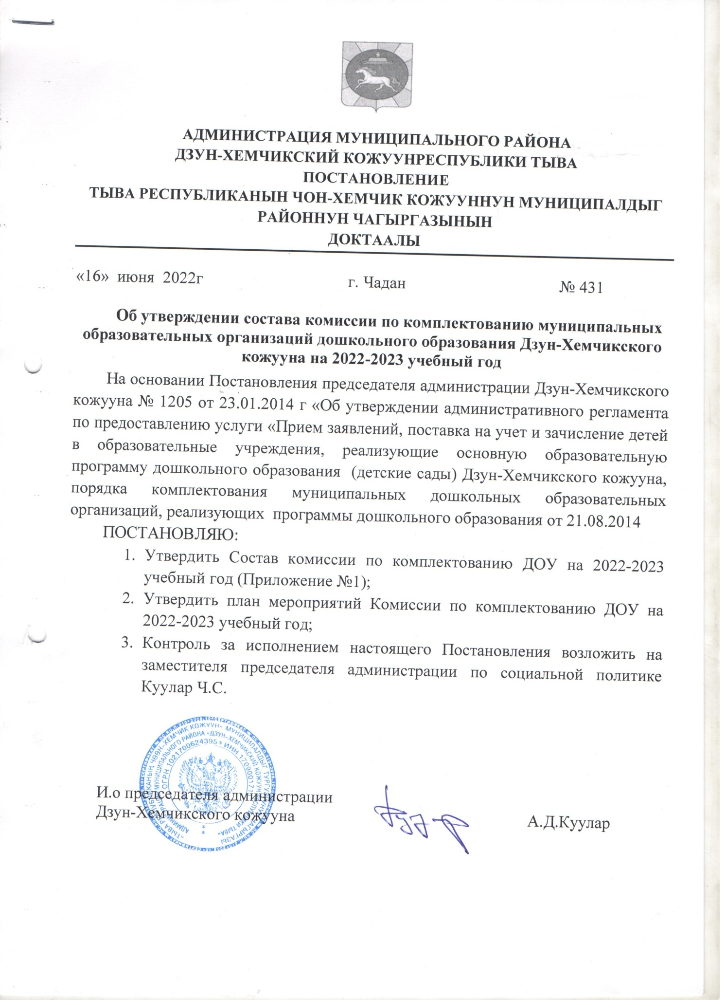 АДМИНИСТРАЦИЯ МУНИЦИПАЛЬНОГО РАЙОНА
ДЗУН-ХЕМЧИКСКИЙ КОЖУУНРЕСПУБЛИКИ ТЫВА
ПОСТАНОВЛЕНИЕ
ТЫВА РЕСПУБЛИКАНЫН ЧОН-ХЕМЧИК КОЖУУННУН МУНИЦИПАЛДЫГ
РАЙОННУН ЧАГЫРГАЗЫНЫН
ДОКТААЛЫ
«16» июня 2022г г. Чадан № 431
Об утверждении состава комиссии по комплектованию муниципальных
образовательных организаций дошкольного образования Дзун-Хемчикского
кожууна на 2022-2023 учебный год
На основании Постановления председателя администрации Дзун-Хемчикского
кожууна № 1205 от 23.01.2014 г «Об утверждении административного регламента
по предоставлению услуги «Прием заявлений, поставка на учет и зачисление детей
в образовательные учреждения, реализующие основную образовательную
программу дошкольного образования (детские сады) Дзун-Хемчикского кожууна,
порядка комплектования муниципальных дошкольных образовательных
организаций, реализующих программы дошкольного образования от 21.08.2014
ПОСТАНОВЛЯЮ:
1. Утвердить Состав комиссии по комплектованию ДОУ на 2022-2023
учебный год (Приложение №1);
2. Утвердить план мероприятий Комиссии по комплектованию ДОУ на
2022-2023 учебный год;
3. Контроль за исполнением настоящего Постановления возложить на
заместителя председателя администрации по социальной политике
Куулар Ч.С.
«ТЫВА РЕСПУБЛИКАНЫҢ ЧӨӨН-ХЕМЧИК КОЖУУН» МУНИЦИПАЛДЫГ ЧАГЫРГАЗЫ
АДМИНИСТРАЦИЯ МУНИЦИПАЛЬНОГО РАЙОНА «ДЗУН-ХЕМЧИКСКИЙ КОЖУУН РЕСПУБЛИКИ ТЫВА»
ОГРН 1021700624395 * ИНН
И.о председателя администрации
Дзун-Хемчикского кожууна А.Д.Куулар